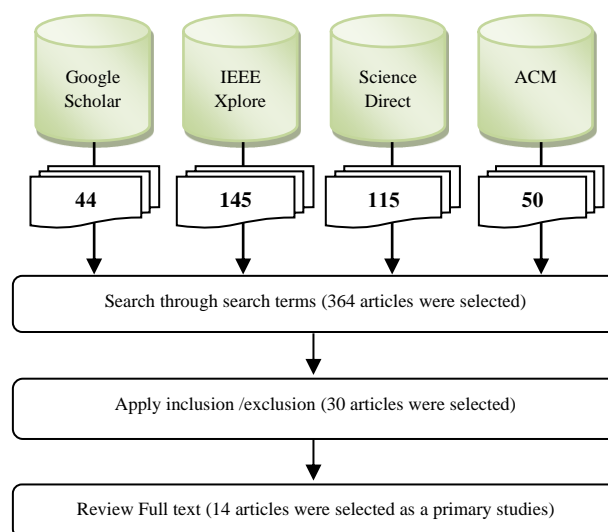 Google
Scholar
IEEE
Xplore
Science
Direct
ACM
44
145
115
50
Search through search terms (364 articles were selected)
Apply inclusion /exclusion (30 articles were selected)
Review Full text (14 articles were selected as a primary studies)